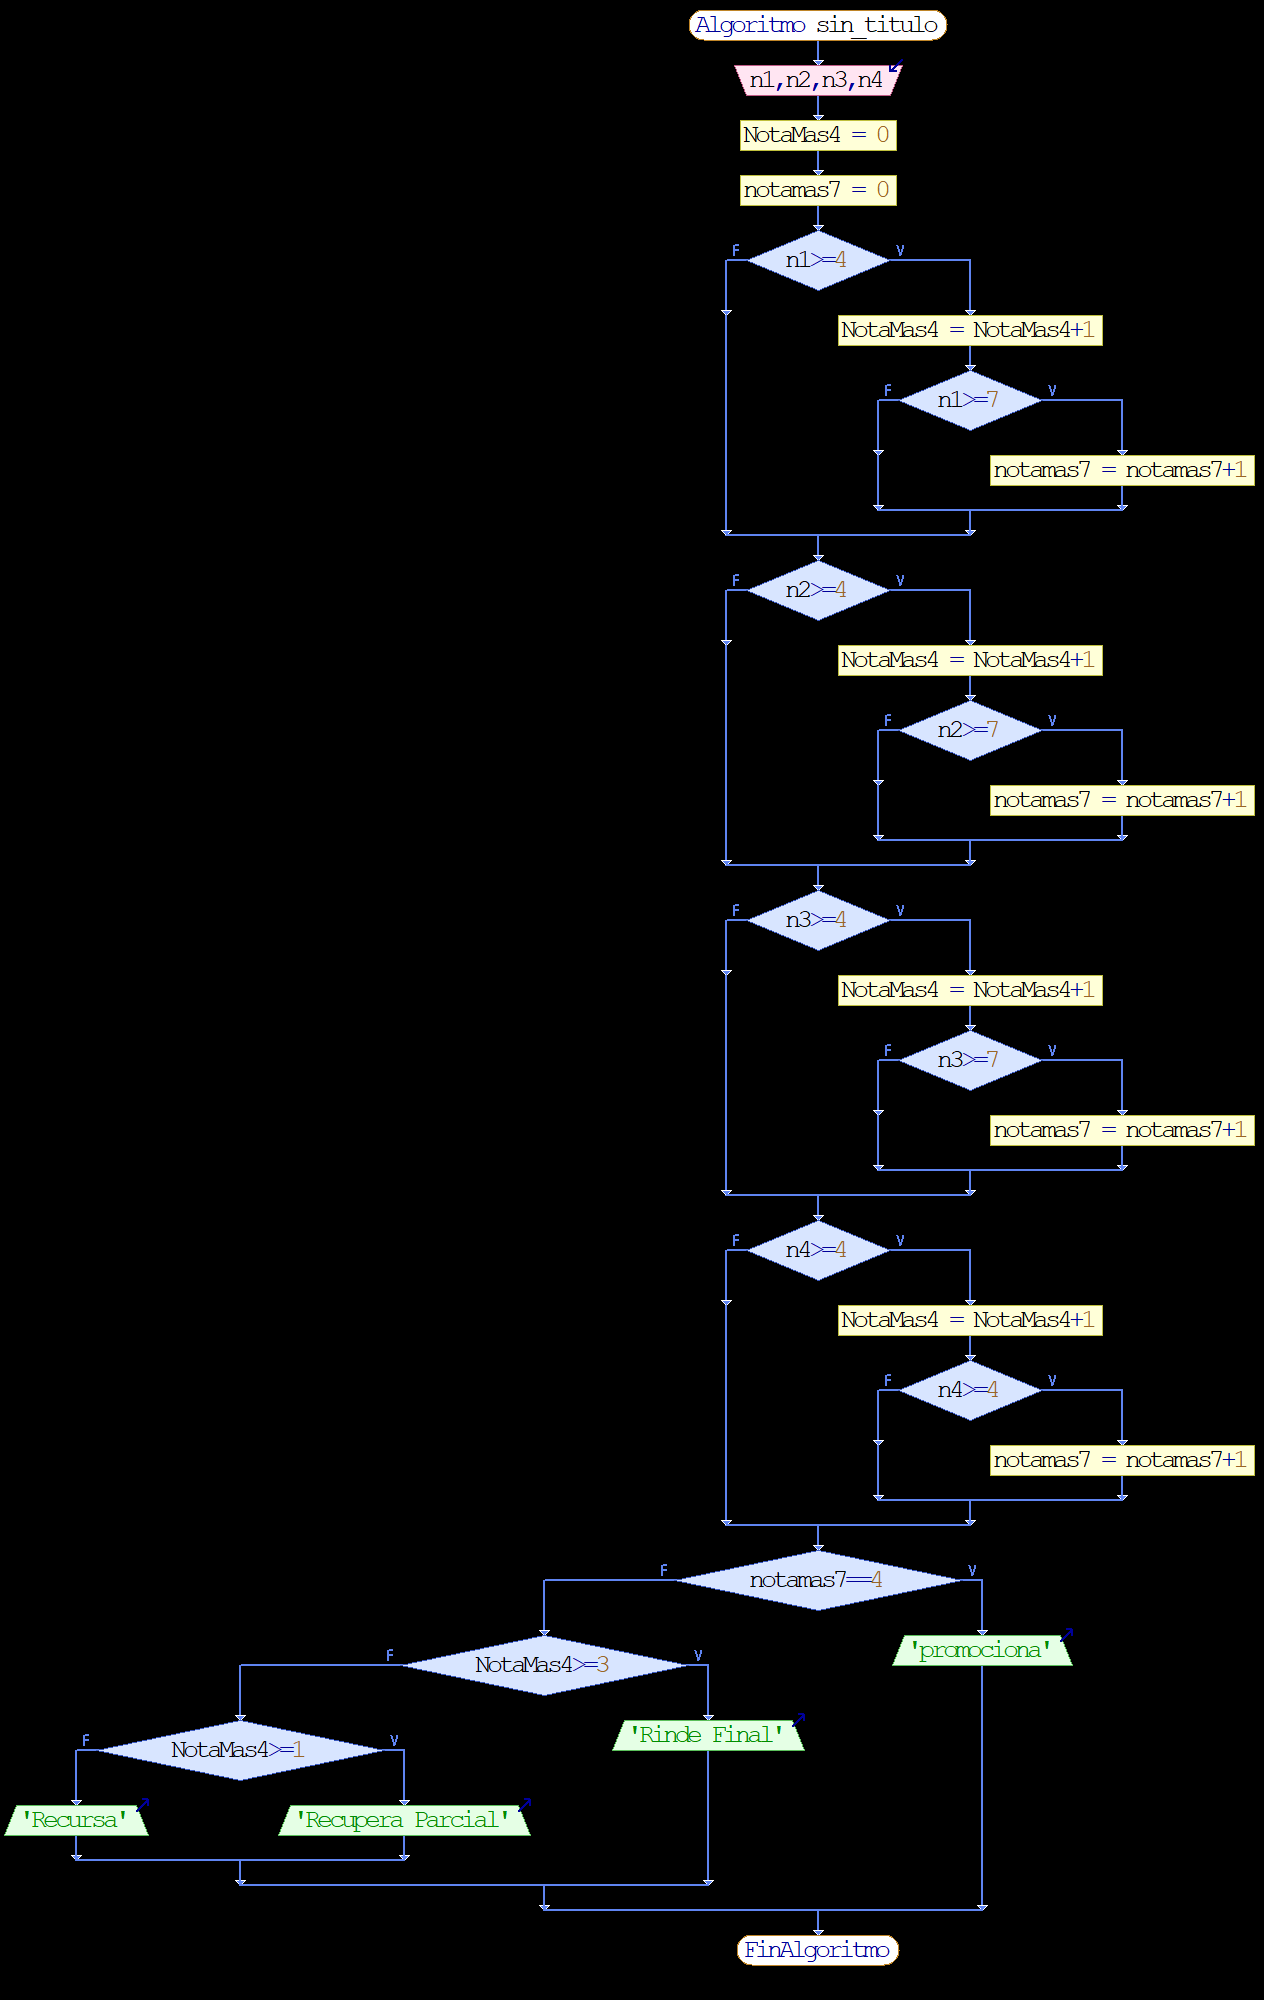 Algoritmo sin_titulo
n1,n2,n3,n4
NotaMas4 = 0
notamas7 = 0
F
n1>=4
V
NotaMas4 = NotaMas4+1
F
n1>=7
V
notamas7 = notamas7+1
F
n2>=4
V
NotaMas4 = NotaMas4+1
F
n2>=7
V
notamas7 = notamas7+1
F
n3>=4
V
NotaMas4 = NotaMas4+1
F
n3>=7
V
notamas7 = notamas7+1
F
n4>=4
V
NotaMas4 = NotaMas4+1
F
n4>=4
V
notamas7 = notamas7+1
F
notamas7==4
V
'promociona'
F
NotaMas4>=3
V
'Rinde Final'
F
NotaMas4>=1
V
'Recursa'
'Recupera Parcial'
FinAlgoritmo